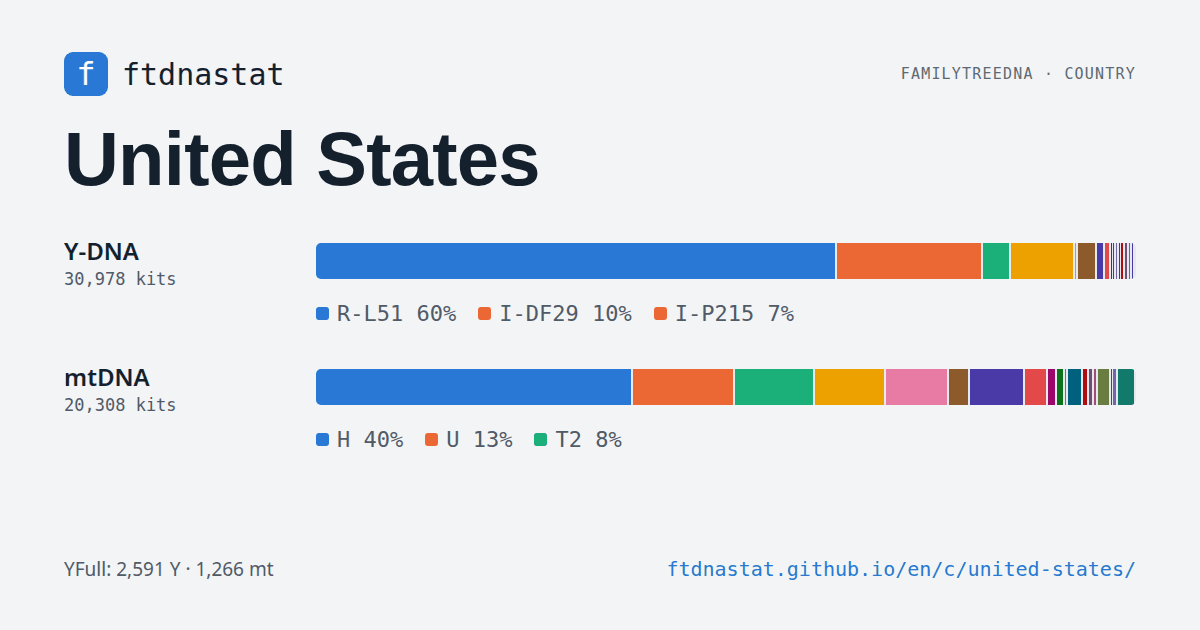 f ftdnastat
FAMILYTREEDNA · COUNTRY
United States
Y-DNA
30,978 kits
R-L51 60% I-DF29 10% I-P215 7%
mtDNA
20,308 kits
H 40% U 13% T2 8%
YFull: 2,591 Y · 1,266 mt
ftdnastat.github.io/en/c/united-states/